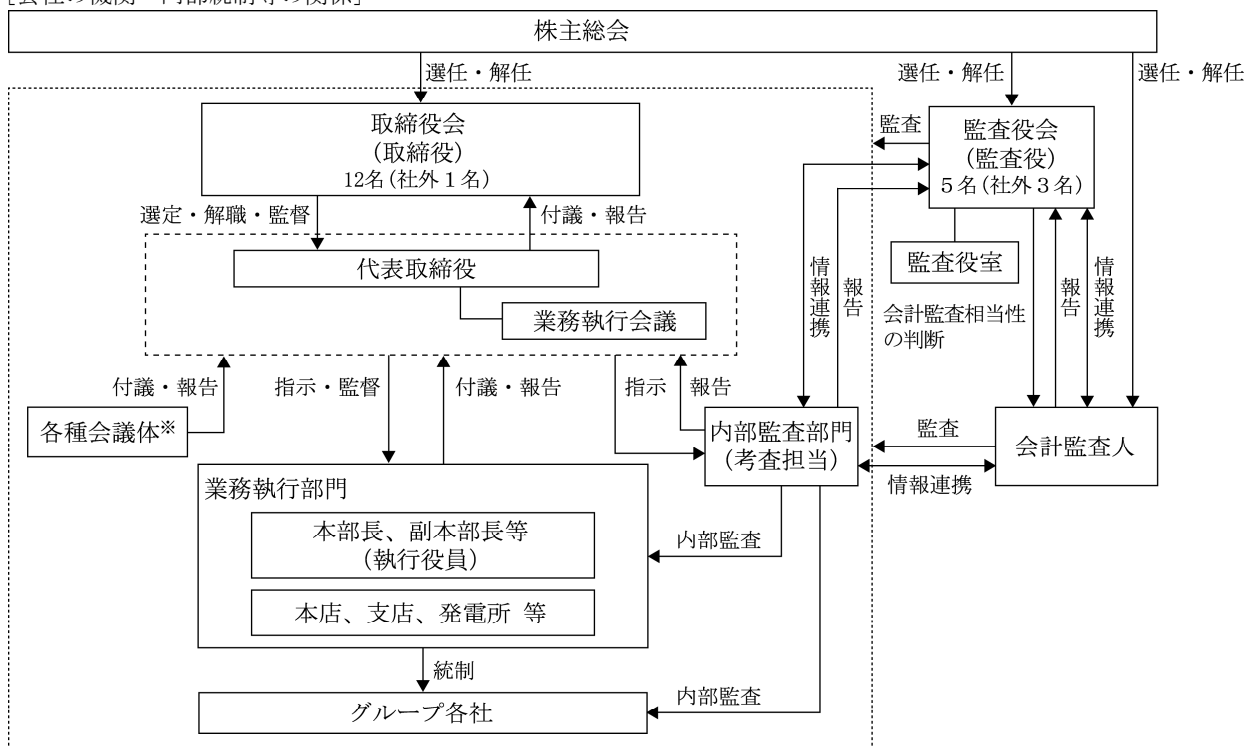 [会社の機関・内部統制等の関係]
株主総会
選任・解任
選任・解任
選任・解任
取締役会
(取締役)
12名(社外1名)
監査
監査役会
(監査役)
5名(社外3名)
選定・解職・監督
付議・報告
監査役室
代表取締役
業務執行会議
情報連携
報告
会計監査相当性
の判断
報告
情報連携
付議・報告
指示・監督
付議・報告
指示
報告
各種会議体※
内部監査部門
(考査担当)
監査
会計監査人
情報連携
業務執行部門
本部長、副本部長等
(執行役員)
内部監査
本店、支店、発電所 等
統制
グループ各社
内部監査